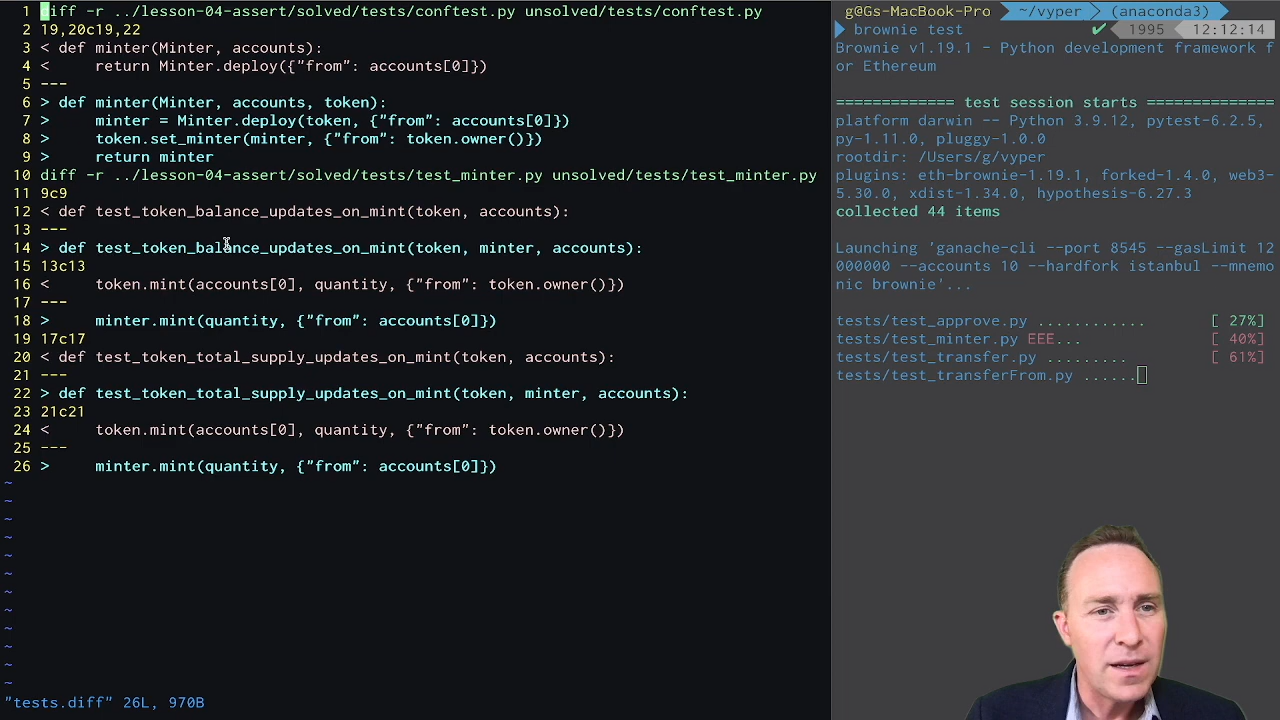 1 diff -r ../lesson-04-assert/solved/tests/conftest.py unsolved/tests/conftest.py
2 19,20c19,22
3 < def minter(Minter, accounts):
4 <     return Minter.deploy({"from": accounts[0]})
5 ---
6 > def minter(Minter, accounts, token):
7 >     minter = Minter.deploy(token, {"from": accounts[0]})
8 >     token.set_minter(minter, {"from": token.owner()})
9 >     return minter
10 diff -r ../lesson-04-assert/solved/tests/test_minter.py unsolved/tests/test_minter.py
11 9c9
12 < def test_token_balance_updates_on_mint(token, accounts):
13 ---
14 > def test_token_balance_updates_on_mint(token, minter, accounts):
15 13c13
16 <     token.mint(accounts[0], quantity, {"from": token.owner()})
17 ---
18 >     minter.mint(quantity, {"from": accounts[0]})
19 17c17
20 < def test_token_total_supply_updates_on_mint(token, accounts):
21 ---
22 > def test_token_total_supply_updates_on_mint(token, minter, accounts):
23 21c21
24 <     token.mint(accounts[0], quantity, {"from": token.owner()})
25 ---
26 >     minter.mint(quantity, {"from": accounts[0]})
~
~
~
~
~
~
~
~
~
~
~
~
"tests.diff" 26L, 970B
g@Gs-MacBook-Pro ~/vyper (anaconda3)
brownie test ✔ 1995 12:12:14
Brownie v1.19.1 - Python development framework f
or Ethereum
============= test session starts ==============
platform darwin -- Python 3.9.12, pytest-6.2.5,
py-1.11.0, pluggy-1.0.0
rootdir: /Users/g/vyper
plugins: eth-brownie-1.19.1, forked-1.4.0, web3-
5.30.0, xdist-1.34.0, hypothesis-6.27.3
collected 44 items
Launching 'ganache-cli --port 8545 --gasLimit 12
000000 --accounts 10 --hardfork istanbul --mnemo
nic brownie'...
tests/test_approve.py ............ [ 27%]
tests/test_minter.py EEE... [ 40%]
tests/test_transfer.py ......... [ 61%]
tests/test_transferFrom.py ......